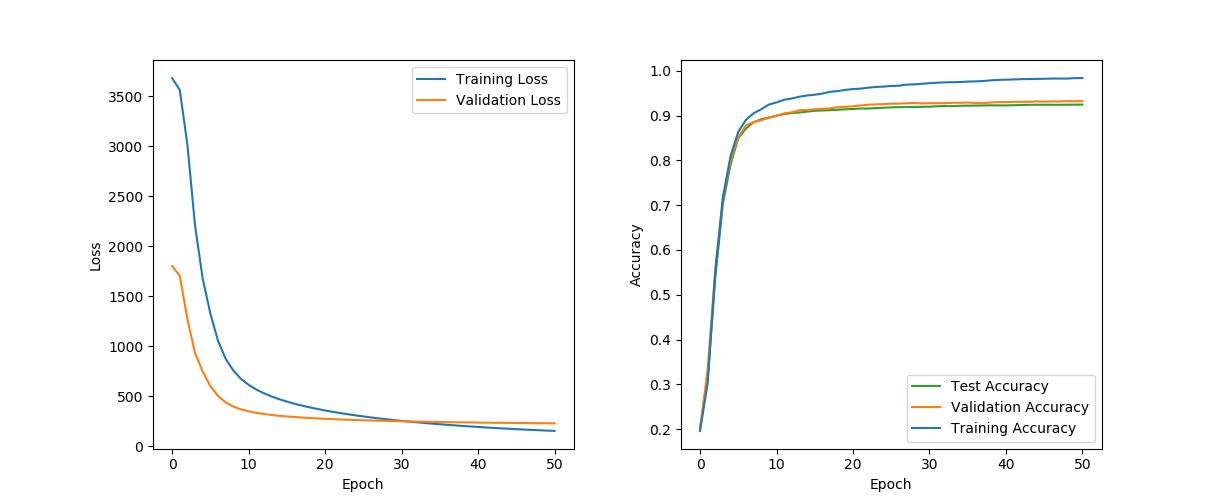 Training Loss
Validation Loss
3500
3000
2500
2000
1500
1000
500
0
Loss
0 10 20 30 40 50
Epoch
1.0
0.9
0.8
0.7
0.6
0.5
0.4
0.3
0.2
Accuracy
Test Accuracy
Validation Accuracy
Training Accuracy
0 10 20 30 40 50
Epoch